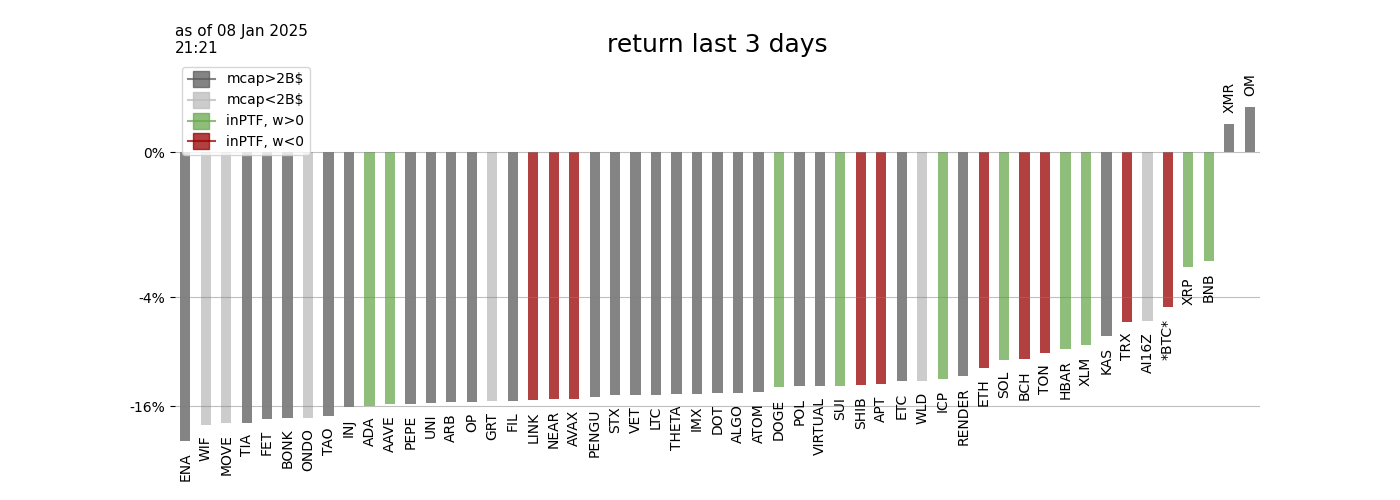 as of 08 Jan 2025
21:21
return last 3 days
mcap>2B$
mcap<2B$
inPTF, w>0
inPTF, w<0
0%
-4%
-16%
ENA
WIF
MOVE
TIA
FET
BONK
ONDO
TAO
INJ
ADA
AAVE
PEPE
UNI
ARB
OP
GRT
FIL
LINK
NEAR
AVAX
PENGU
STX
VET
LTC
THETA
IMX
DOT
ALGO
ATOM
DOGE
POL
VIRTUAL
SUI
SHIB
APT
ETC
WLD
ICP
RENDER
ETH
SOL
BCH
TON
HBAR
XLM
KAS
TRX
AI16Z
*BTC*
XRP
BNB
XMR
OM